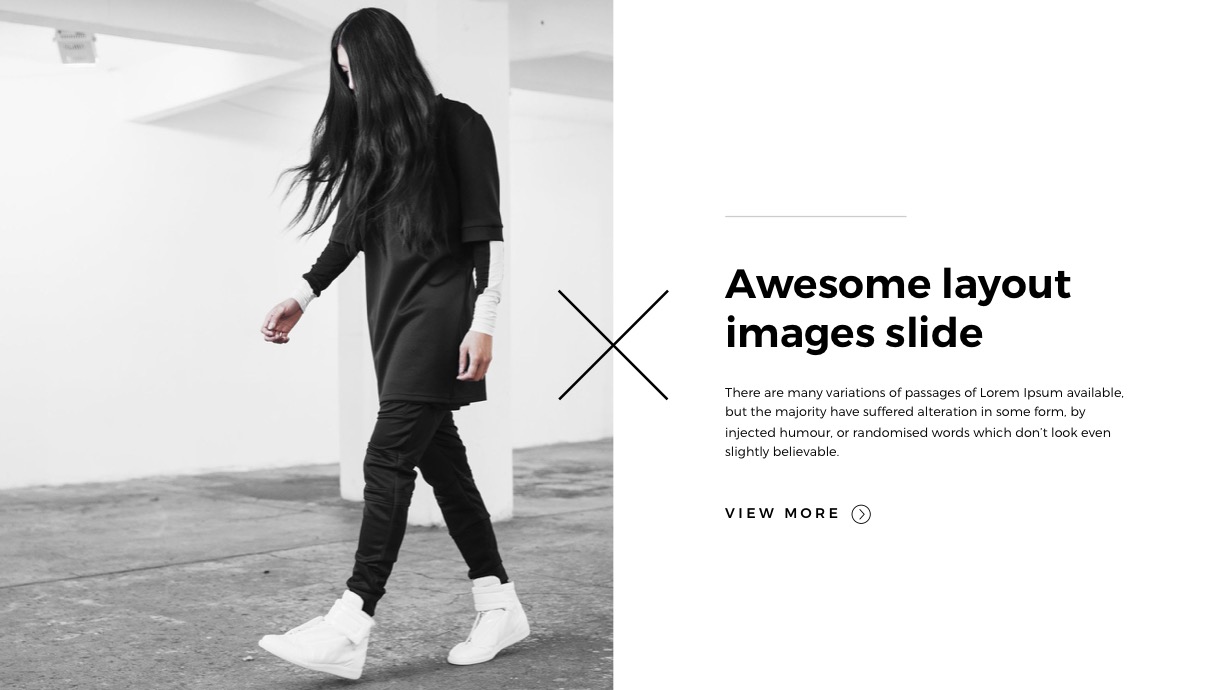 Awesome layout
images slide
There are many variations of passages of Lorem Ipsum available,
but the majority have suffered alteration in some form, by
injected humour, or randomised words which don't look even
slightly believable.
VIEW MORE